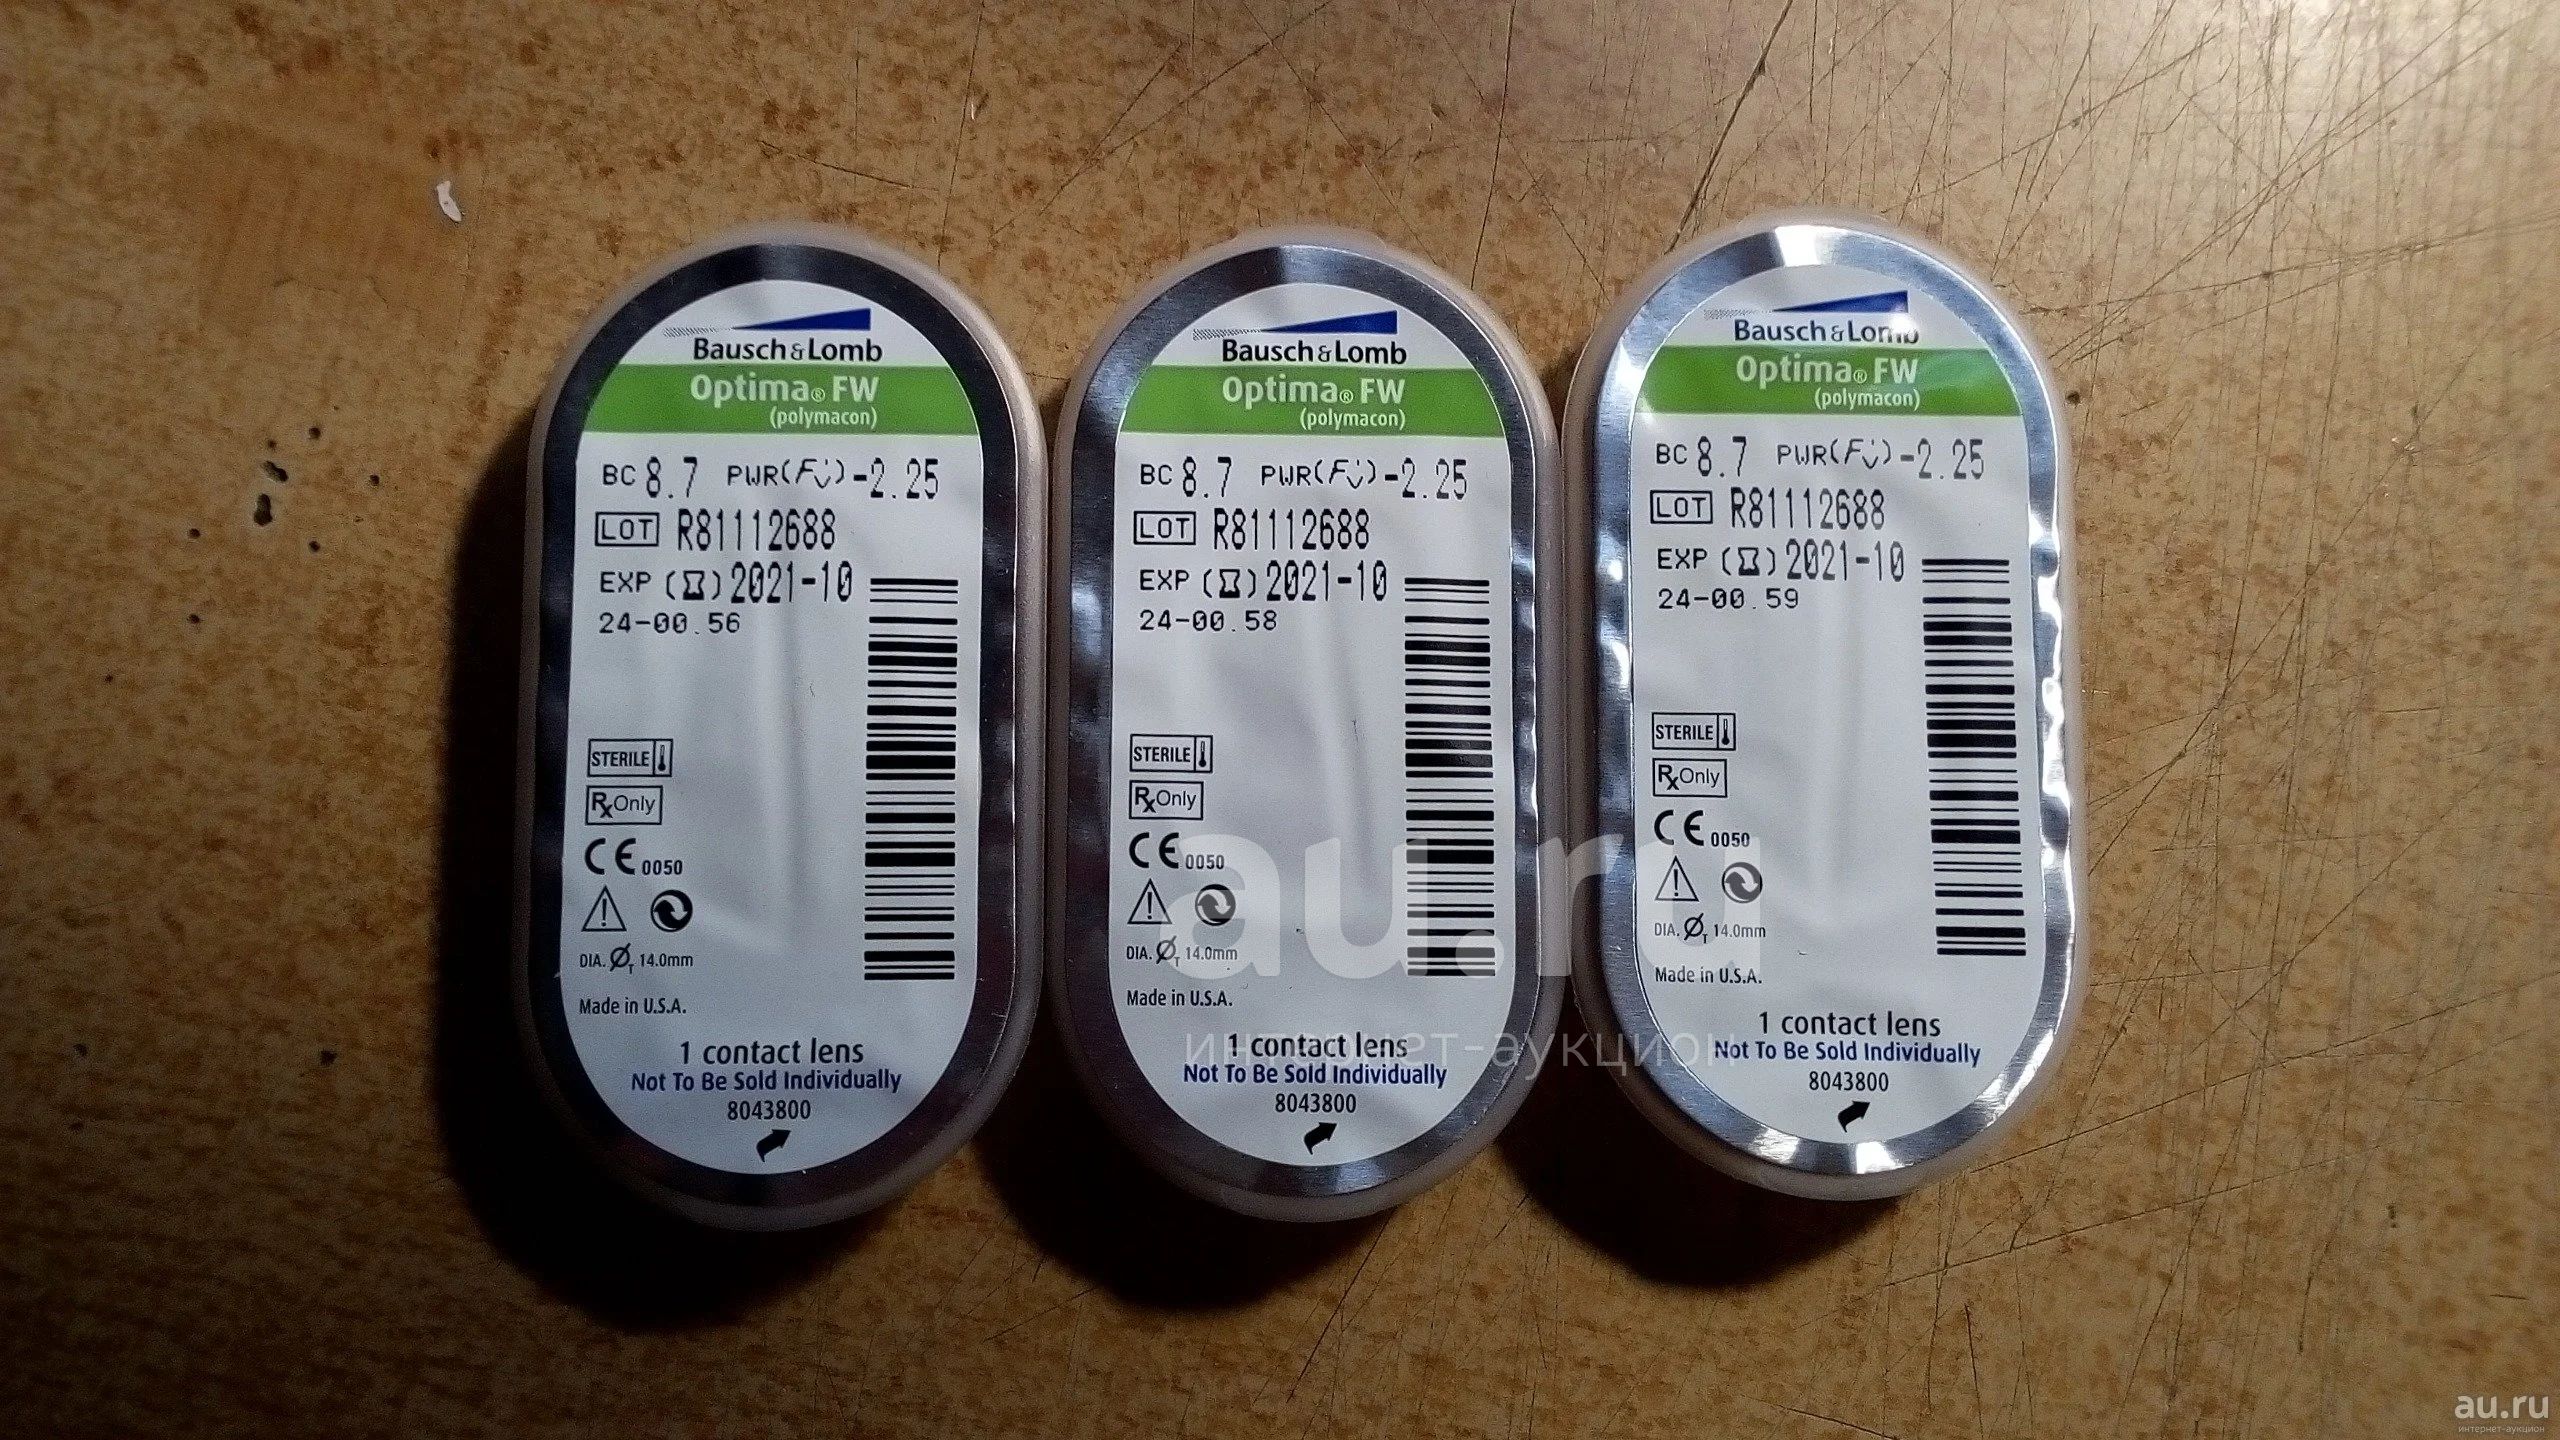 Bausch & Lomb
Optima® FW
(polymacon)
BC 8.7 PWR(F) -2.25
LOT R81112688
EXP 2021-10
24-00.56
STERILE
Rx Only
CE 0050
DIA. ØT 14.0mm
Made in U.S.A.
1 contact lens
Not To Be Sold Individually
8043800
Bausch & Lomb
Optima® FW
(polymacon)
BC 8.7 PWR(F) -2.25
LOT R81112688
EXP 2021-10
24-00.58
STERILE
Rx Only
CE 0050
DIA. ØT 14.0mm
Made in U.S.A.
1 contact lens
Not To Be Sold Individually
8043800
Bausch & Lomb
Optima® FW
(polymacon)
BC 8.7 PWR(F) -2.25
LOT R81112688
EXP 2021-10
24-00.59
STERILE
Rx Only
CE 0050
DIA. ØT 14.0mm
Made in U.S.A.
1 contact lens
Not To Be Sold Individually
8043800
au.ru
интернет-аукцион
au.ru
интернет-аукцион